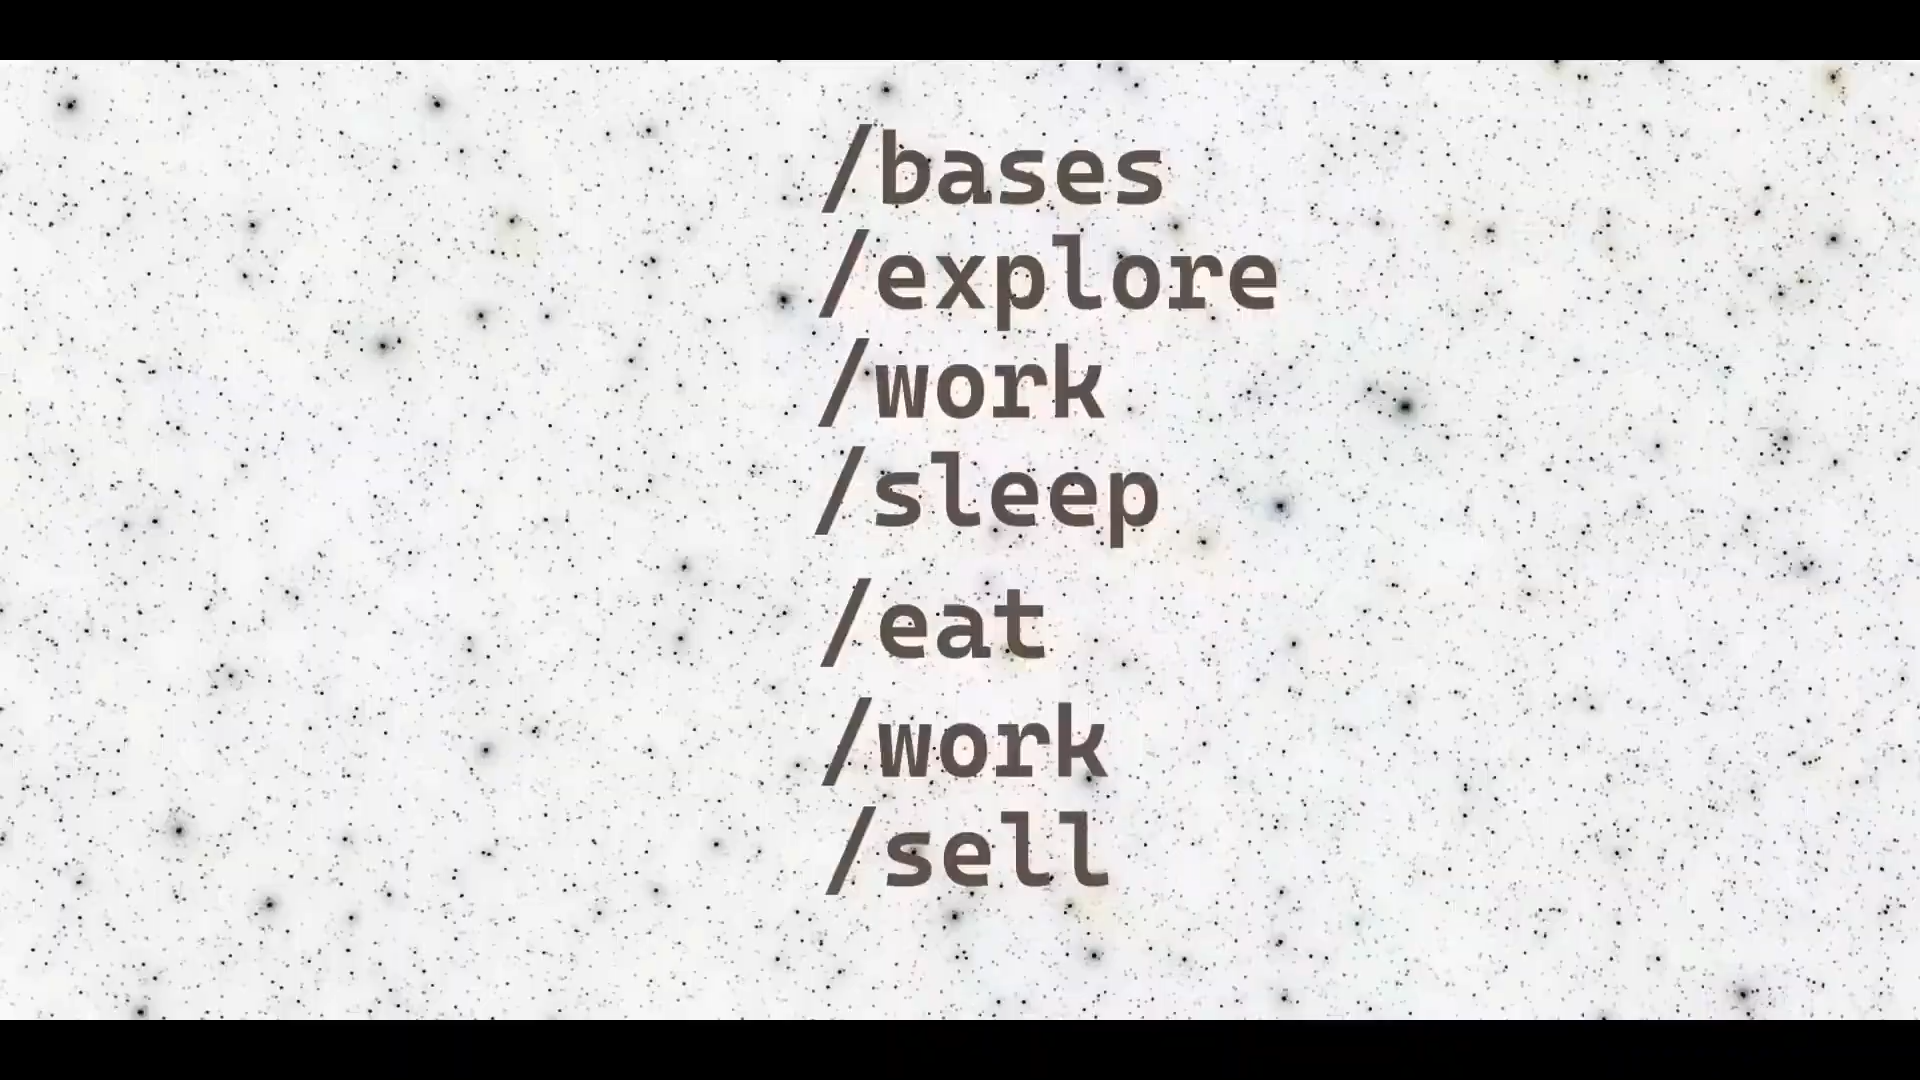 /bases
/explore
/work
/sleep
/eat
/work
/sell